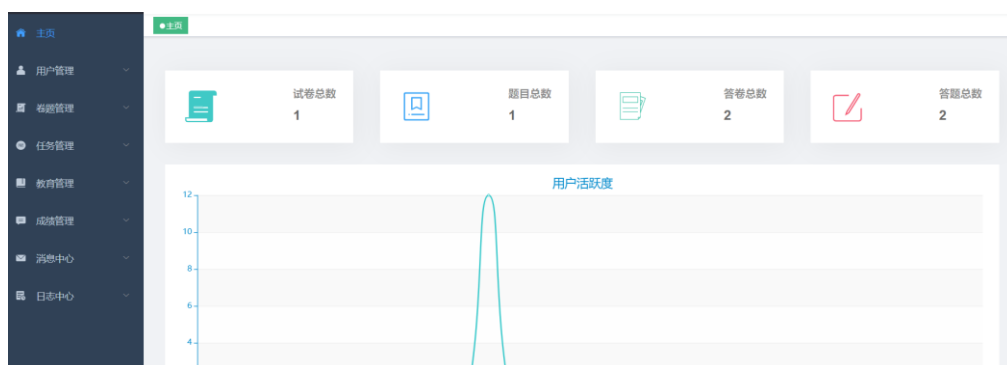 主页
用户管理
卷题管理
任务管理
教育管理
成绩管理
消息中心
日志中心
主页
试卷总数
1
题目总数
1
答卷总数
2
答题总数
2
用户活跃度
12
10
8
6
4